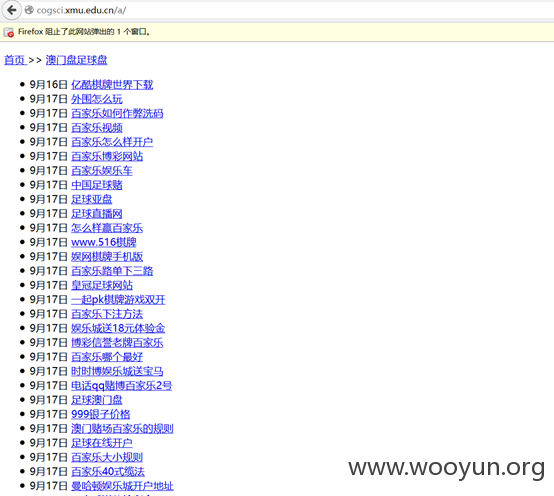 cogsci.xmu.edu.cn/a/
Firefox 阻止了此网站弹出的 1 个窗口。
首页 >> 澳门盘足球盘
9月16日 亿酷棋牌世界下载
9月17日 外围怎么玩
9月17日 百家乐如何作弊洗码
9月17日 百家乐视频
9月17日 百家乐怎么样开户
9月17日 百家乐博彩网站
9月17日 百家乐娱乐车
9月17日 中国足球赌
9月17日 足球亚盘
9月17日 足球直播网
9月17日 怎么样赢百家乐
9月17日 www.516棋牌
9月17日 娱网棋牌手机版
9月17日 百家乐路单下三路
9月17日 皇冠足球网站
9月17日 一起pk棋牌游戏双开
9月17日 百家乐下注方法
9月17日 娱乐城送18元体验金
9月17日 博彩信誉老牌百家乐
9月17日 百家乐哪个最好
9月17日 时时博娱乐城送宝马
9月17日 电话qq赌博百家乐2号
9月17日 足球澳门盘
9月17日 999银子价格
9月17日 澳门赌场百家乐的规则
9月17日 足球在线开户
9月17日 百家乐大小规则
9月17日 百家乐40式缆法
9月17日 曼哈顿娱乐城开户地址
www.wooyun.org